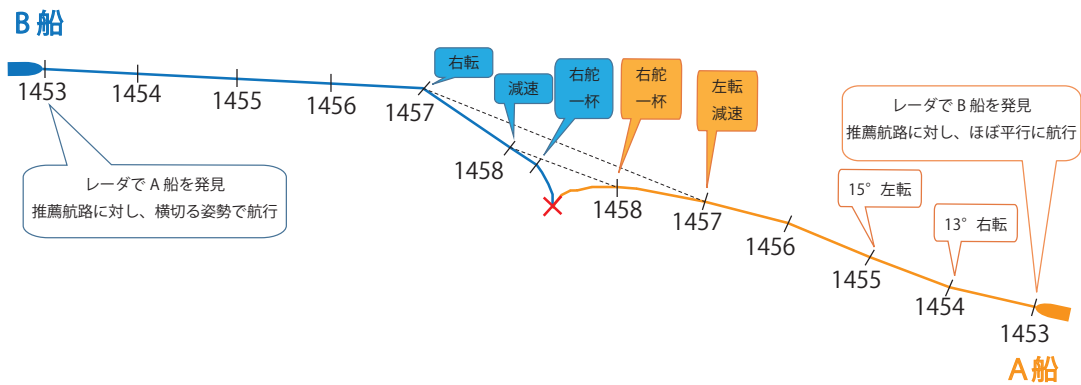 B船
1453
1454
1455
1456
1457
右転
減速
右舵
一杯
右舵
一杯
左転
減速
レーダでB船を発見
推薦航路に対し、ほぼ平行に航行
1458
レーダでA船を発見
推薦航路に対し、横切る姿勢で航行
1458
1457
15°左転
1456
13°右転
1455
1454
1453
A船